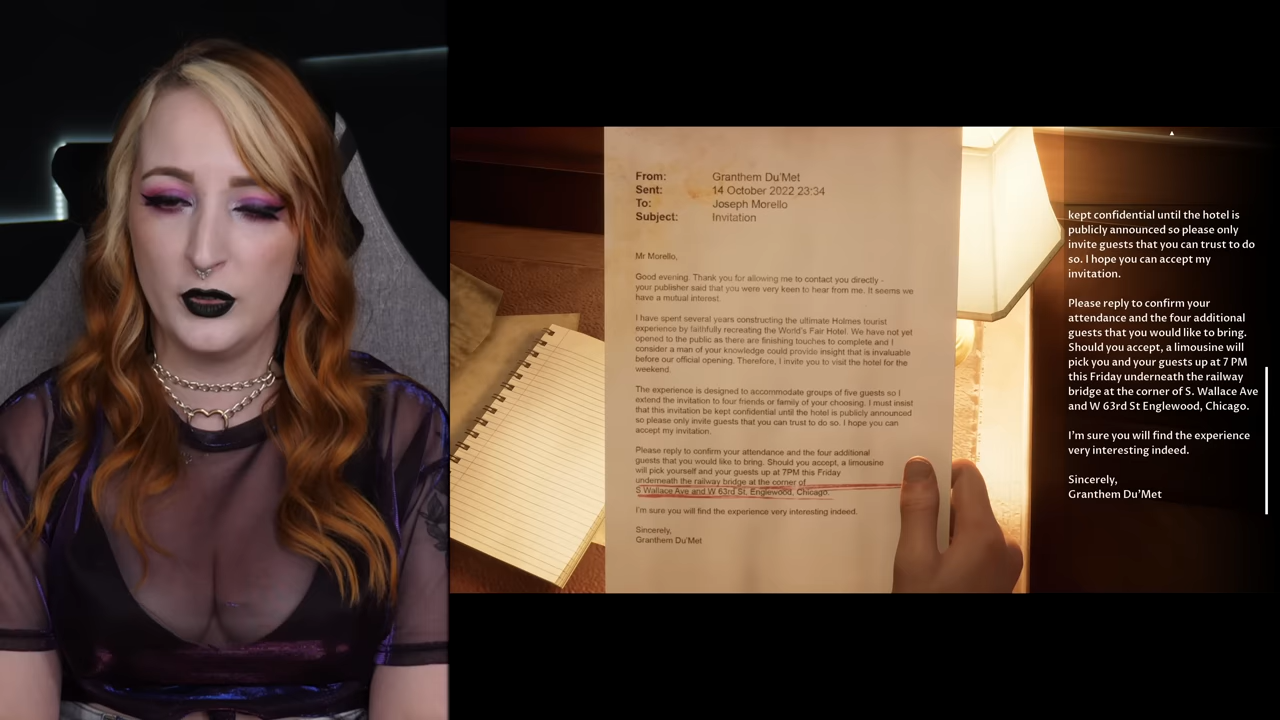 From: Granthem Du'Met
Sent: 14 October 2022 23:34
To: Joseph Morello
Subject: Invitation
Mr Morello,
Good evening. Thank you for allowing me to contact you directly -
your publisher said that you were very keen to hear from me. It seems we
have a mutual interest.
I have spent several years constructing the ultimate Holmes tourist
experience by faithfully recreating the World's Fair Hotel. We have not yet
opened to the public as there are finishing touches to complete and I
consider a man of your knowledge could provide insight that is invaluable
before our official opening. Therefore, I invite you to visit the hotel for the
weekend.
The experience is designed to accommodate groups of five guests so I
extend the invitation to four friends or family of your choosing. I must insist
that this invitation be kept confidential until the hotel is publicly announced
so please only invite guests that you can trust to do so. I hope you can
accept my invitation.
Please reply to confirm your attendance and the four additional
guests that you would like to bring. Should you accept, a limousine
will pick yourself and your guests up at 7PM this Friday
underneath the railway bridge at the corner of
S Wallace Ave and W 63rd St. Englewood, Chicago.
I'm sure you will find the experience very interesting indeed.
Sincerely,
Granthem Du'Met
kept confidential until the hotel is
publicly announced so please only
invite guests that you can trust to do
so. I hope you can accept my
invitation.
Please reply to confirm your
attendance and the four additional
guests that you would like to bring.
Should you accept, a limousine will
pick you and your guests up at 7 PM
this Friday underneath the railway
bridge at the corner of S. Wallace Ave
and W 63rd St Englewood, Chicago.
I'm sure you will find the experience
very interesting indeed.
Sincerely,
Granthem Du'Met